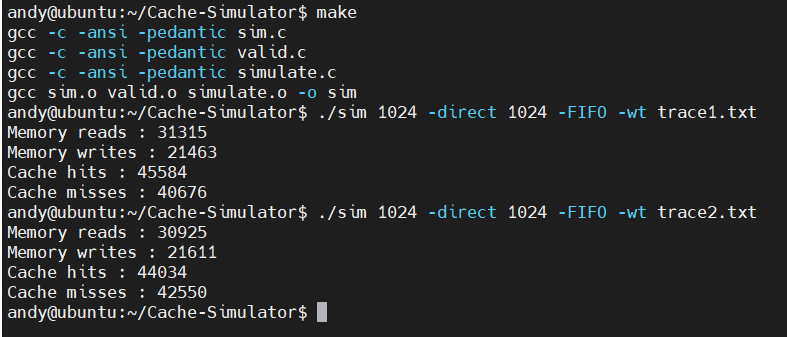 andy@ubuntu:~/Cache-Simulator$ make
gcc -c -ansi -pedantic sim.c
gcc -c -ansi -pedantic valid.c
gcc -c -ansi -pedantic simulate.c
gcc sim.o valid.o simulate.o -o sim
andy@ubuntu:~/Cache-Simulator$ ./sim 1024 -direct 1024 -FIFO -wt trace1.txt
Memory reads : 31315
Memory writes : 21463
Cache hits : 45584
Cache misses : 40676
andy@ubuntu:~/Cache-Simulator$ ./sim 1024 -direct 1024 -FIFO -wt trace2.txt
Memory reads : 30925
Memory writes : 21611
Cache hits : 44034
Cache misses : 42550
andy@ubuntu:~/Cache-Simulator$